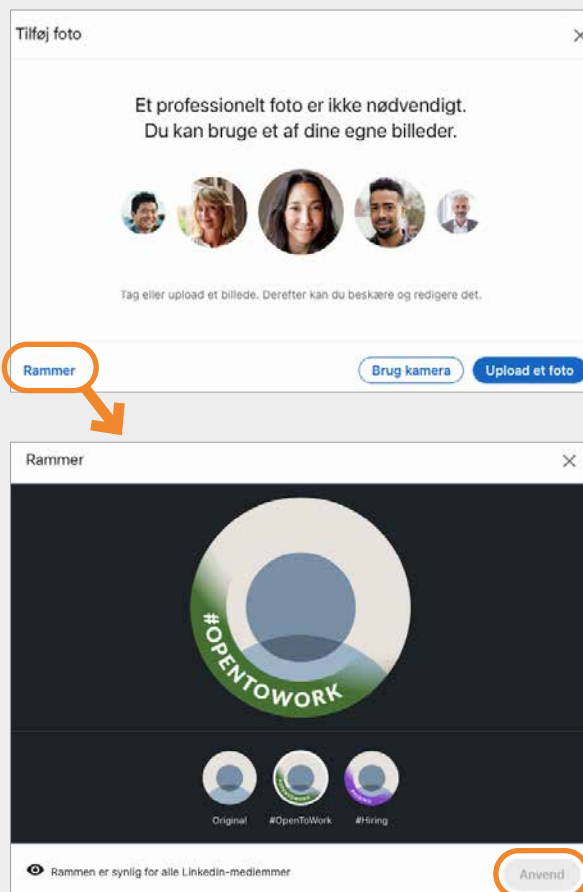 Tilføj foto
Et professionelt foto er ikke nødvendigt.
Du kan bruge et af dine egne billeder.
Tag eller upload et billede. Derefter kan du beskære og redigere det.
Rammer
Brug kamera
Upload et foto
Rammer
#OPENTOWORK
Original
#OpenToWork
#Hiring
Rammen er synlig for alle LinkedIn-medlemmer
Anvend